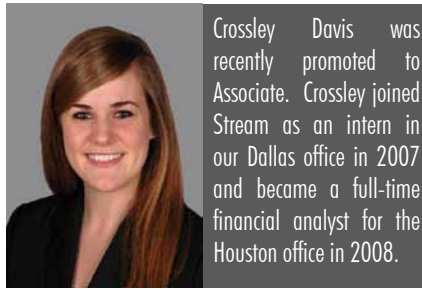 Crossley Davis was
recently promoted to
Associate. Crossley joined
Stream as an intern in
our Dallas office in 2007
and became a full-time
financial analyst for the
Houston office in 2008.